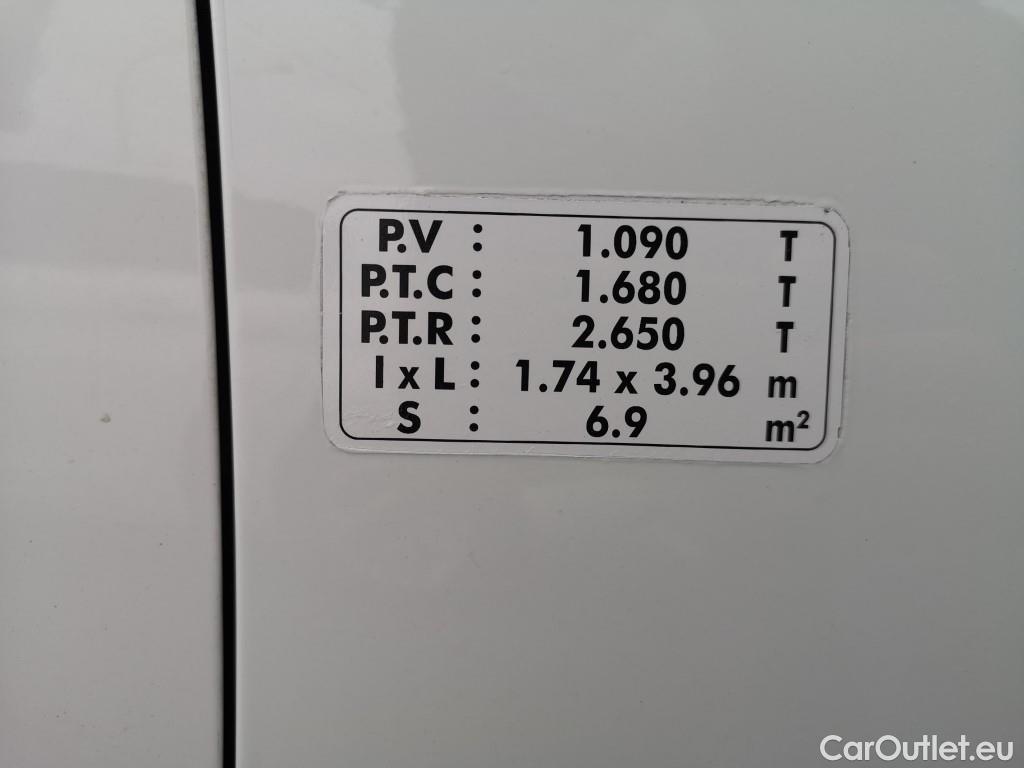 P.V : 1.090 T
P.T.C : 1.680 T
P.T.R : 2.650 T
l x L : 1.74 x 3.96 m
S : 6.9 m²
CarOutlet.eu